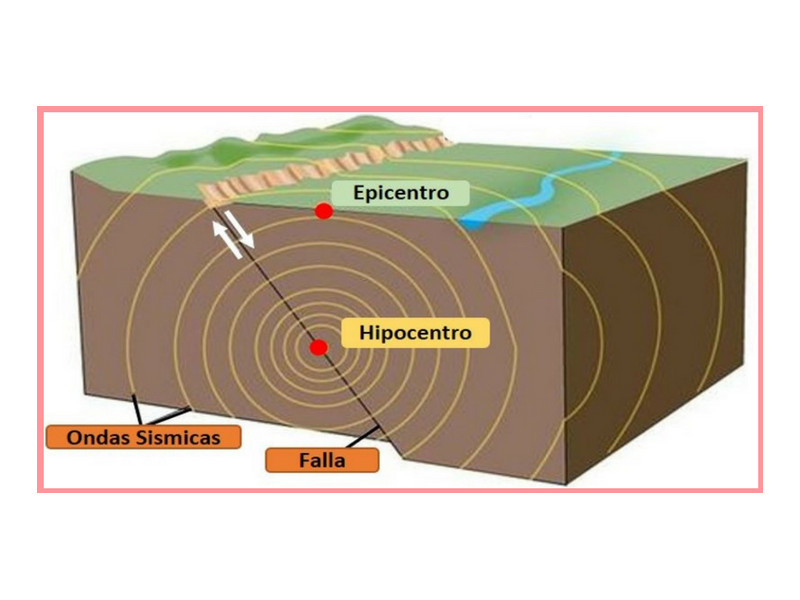 Epicentro
Hipocentro
Ondas Sismicas
Falla